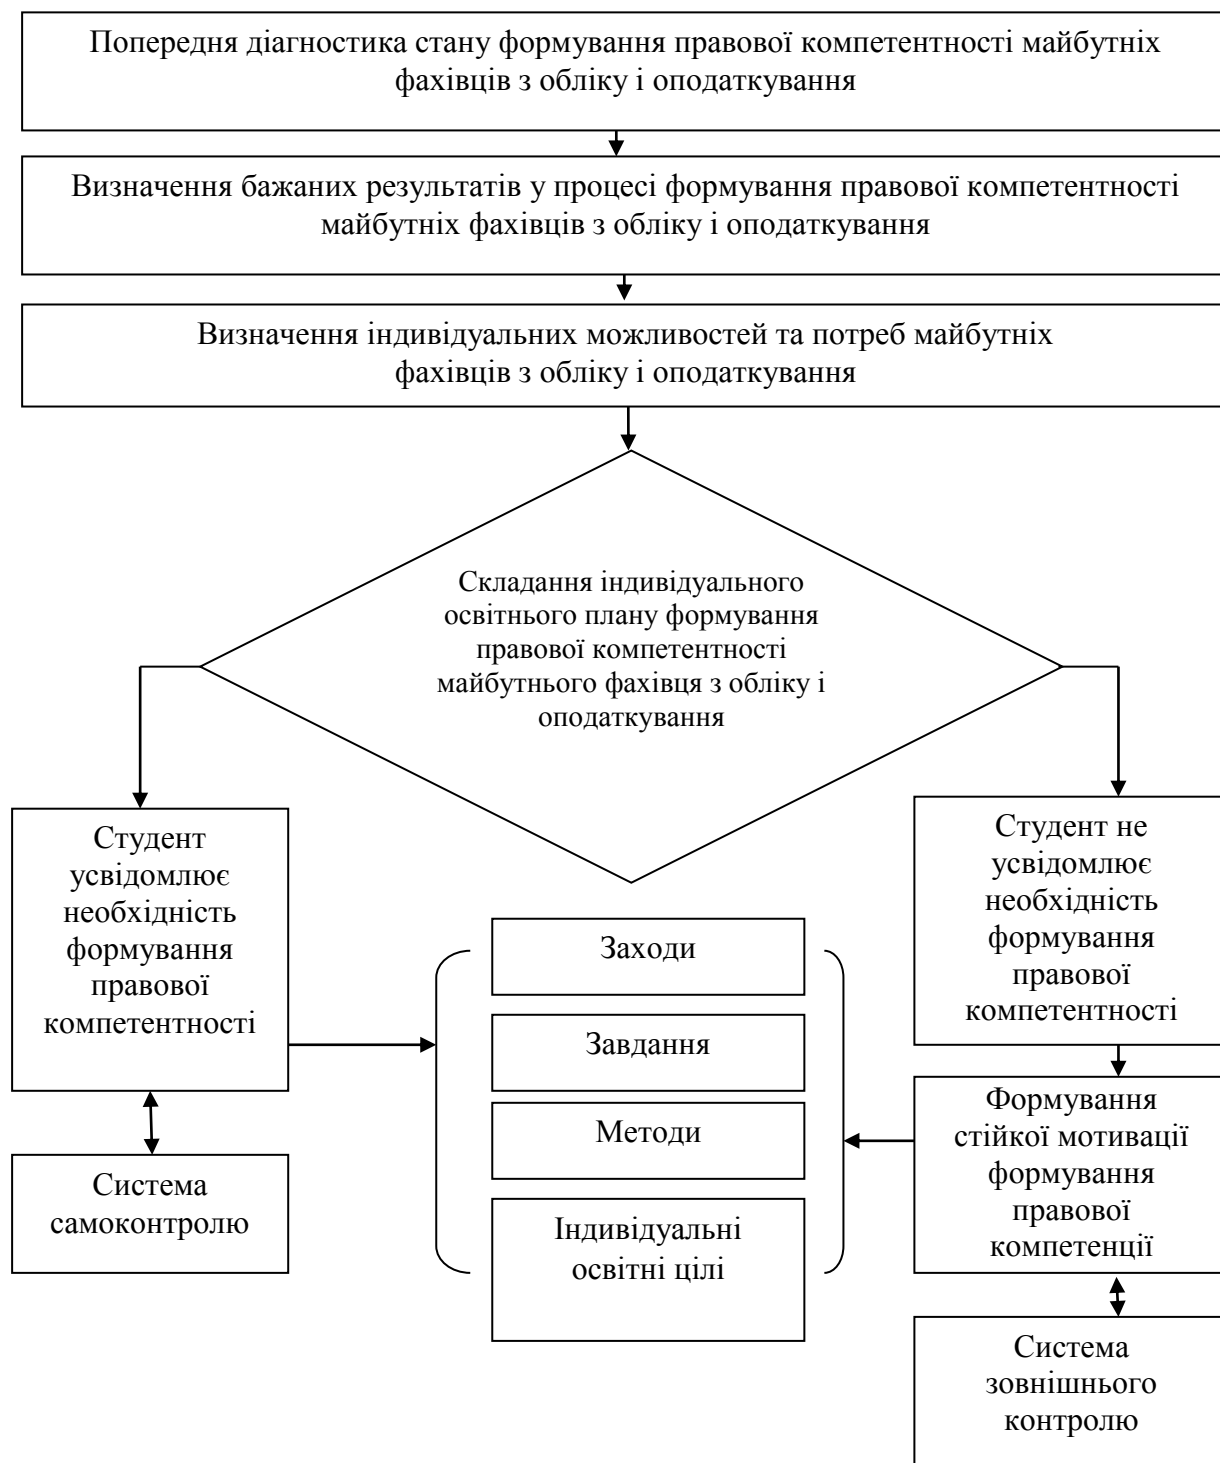 Попередня діагностика стану формування правової компетентності майбутніх
фахівців з обліку і оподаткування
Визначення бажаних результатів у процесі формування правової компетентності
майбутніх фахівців з обліку і оподаткування
Визначення індивідуальних можливостей та потреб майбутніх
фахівців з обліку і оподаткування
Складання індивідуального
освітнього плану формування
правової компетентності
майбутнього фахівця з обліку і
оподаткування
Студент
усвідомлює
необхідність
формування
правової
компетентності
Система
самоконтролю
Заходи
Завдання
Методи
Індивідуальні
освітні цілі
Студент не
усвідомлює
необхідність
формування
правової
компетентності
Формування
стійкої мотивації
формування
правової
компетенції
Система
зовнішнього
контролю